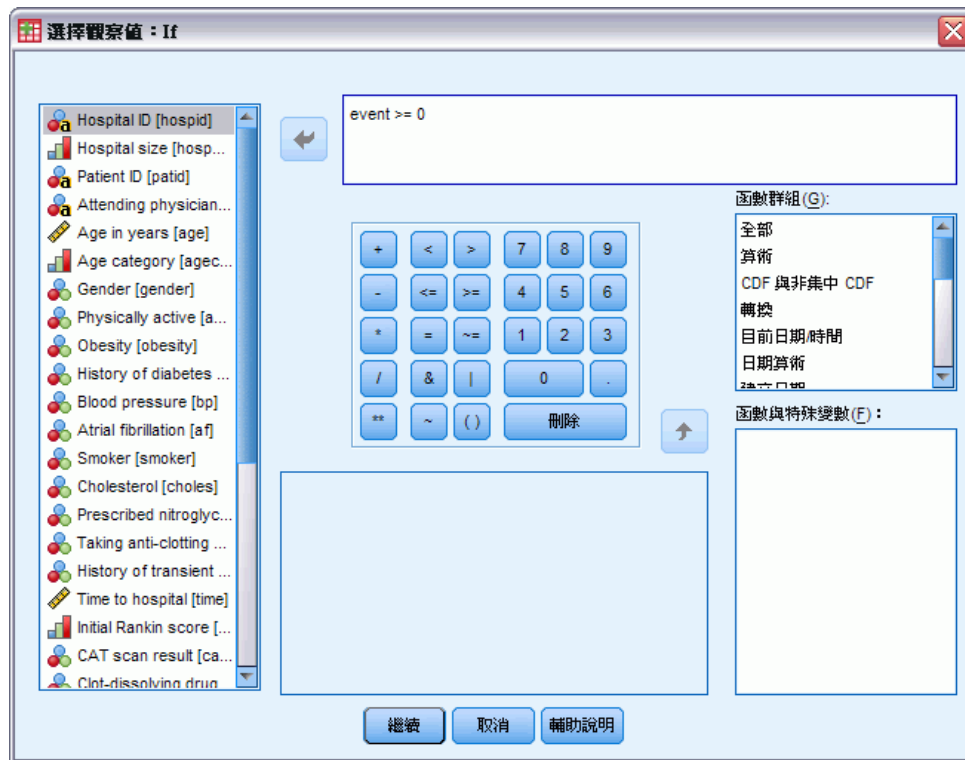 選擇觀察值：If
Hospital ID [hospid]
Hospital size [hosp...
Patient ID [patid]
Attending physician...
Age in years [age]
Age category [agec...
Gender [gender]
Physically active [a...
Obesity [obesity]
History of diabetes ...
Blood pressure [bp]
Atrial fibrillation [af]
Smoker [smoker]
Cholesterol [choles]
Prescribed nitroglyc...
Taking anti-clotting ...
History of transient ...
Time to hospital [time]
Initial Rankin score [...
CAT scan result [ca...
Clot-dissolving drug
event >= 0
+ < > 7 8 9
- <= >= 4 5 6
* = ~= 1 2 3
/ & | 0 .
** ~ ( ) 刪除
函數群組(G):
全部
算術
CDF 與非集中 CDF
轉換
目前日期/時間
日期算術
建立日期
函數與特殊變數(F)：
繼續 取消 輔助說明